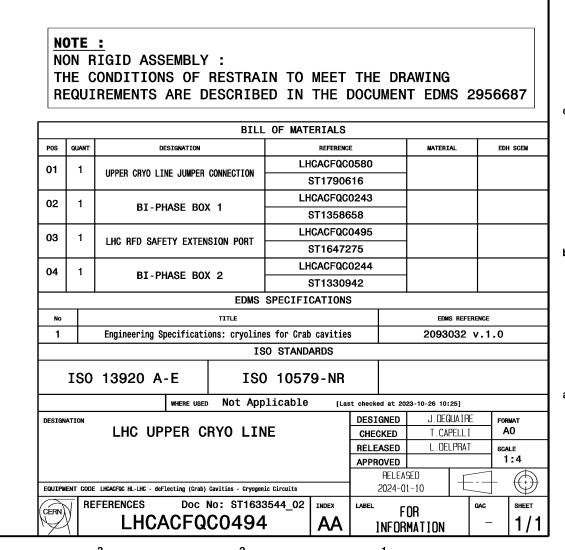 NOTE :
NON RIGID ASSEMBLY :
THE CONDITIONS OF RESTRAIN TO MEET THE DRAWING
REQUIREMENTS ARE DESCRIBED IN THE DOCUMENT EDMS 2956687
BILL OF MATERIALS
POS QUANT DESIGNATION REFERENCE MATERIAL EDH SCEM
01 1 UPPER CRYO LINE JUMPER CONNECTION LHCACFQC0580
ST1790616
02 1 BI-PHASE BOX 1 LHCACFQC0243
ST1358658
03 1 LHC RFD SAFETY EXTENSION PORT LHCACFQC0495
ST1647275
04 1 BI-PHASE BOX 2 LHCACFQC0244
ST1330942
EDMS SPECIFICATIONS
No TITLE EDMS REFERENCE
1 Engineering Specifications: cryolines for Crab cavities 2093032 v.1.0
ISO STANDARDS
ISO 13920 A-E ISO 10579-NR
WHERE USED Not Applicable [Last checked at 2023-10-26 10:25]
DESIGNATION
LHC UPPER CRYO LINE
DESIGNED J.DEQUAIRE
CHECKED T.CAPELLI
RELEASED L.DELPRAT
APPROVED
FORMAT
A0
SCALE
1:4
EQUIPMENT CODE LHCACFQC HL-LHC - deFlecting (Crab) Cavities - Cryogenic Circuits
RELEASED
2024-01-10
CERN
REFERENCES Doc No: ST1633544_02
LHCACFQC0494
INDEX
AA
LABEL
FOR
INFORMATION
QAC
-
SHEET
1/1
b
a
3 2 1